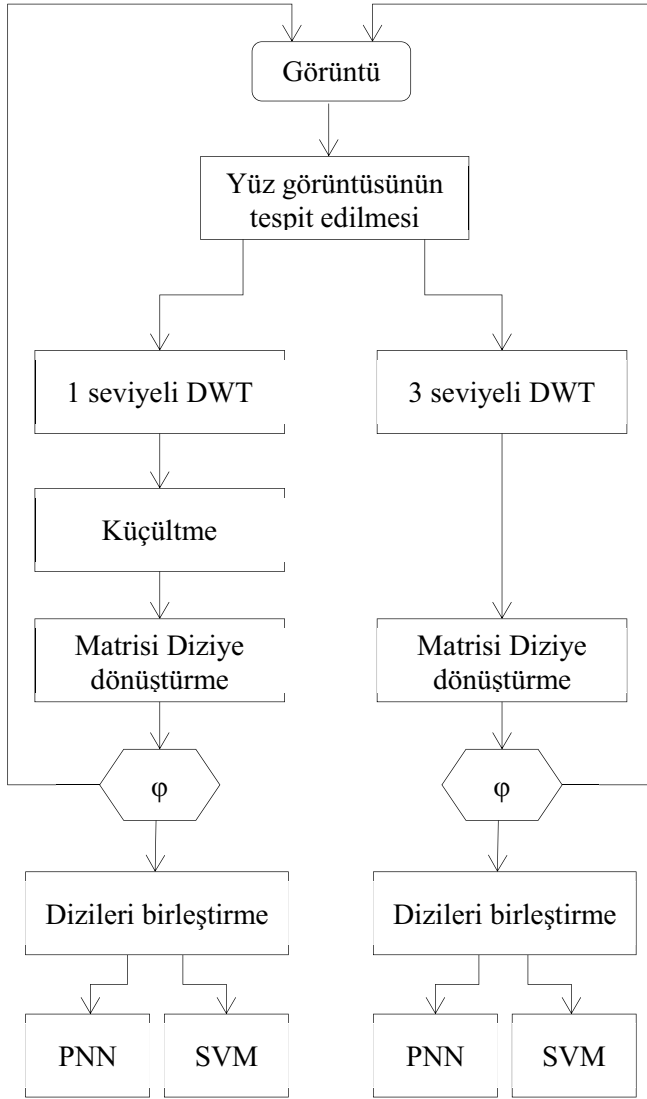 Görüntü
Yüz görüntüsünün
tespit edilmesi
1 seviyeli DWT
3 seviyeli DWT
Küçültme
Matrisi Diziye
dönüştürme
Matrisi Diziye
dönüştürme
φ
φ
Dizileri birleştirme
Dizileri birleştirme
PNN
SVM
PNN
SVM